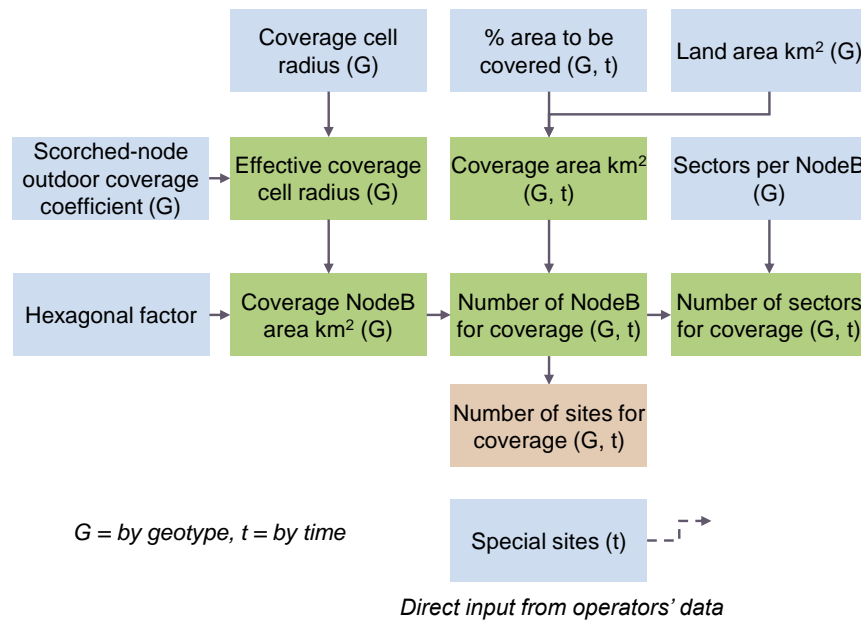 Coverage cell
radius (G)
% area to be
covered (G, t)
Land area km² (G)
Scorched-node
outdoor coverage
coefficient (G)
Effective coverage
cell radius (G)
Coverage area km²
(G, t)
Sectors per NodeB
(G)
Hexagonal factor
Coverage NodeB
area km² (G)
Number of NodeB
for coverage (G, t)
Number of sectors
for coverage (G, t)
Number of sites for
coverage (G, t)
G = by geotype, t = by time
Special sites (t)
Direct input from operators' data